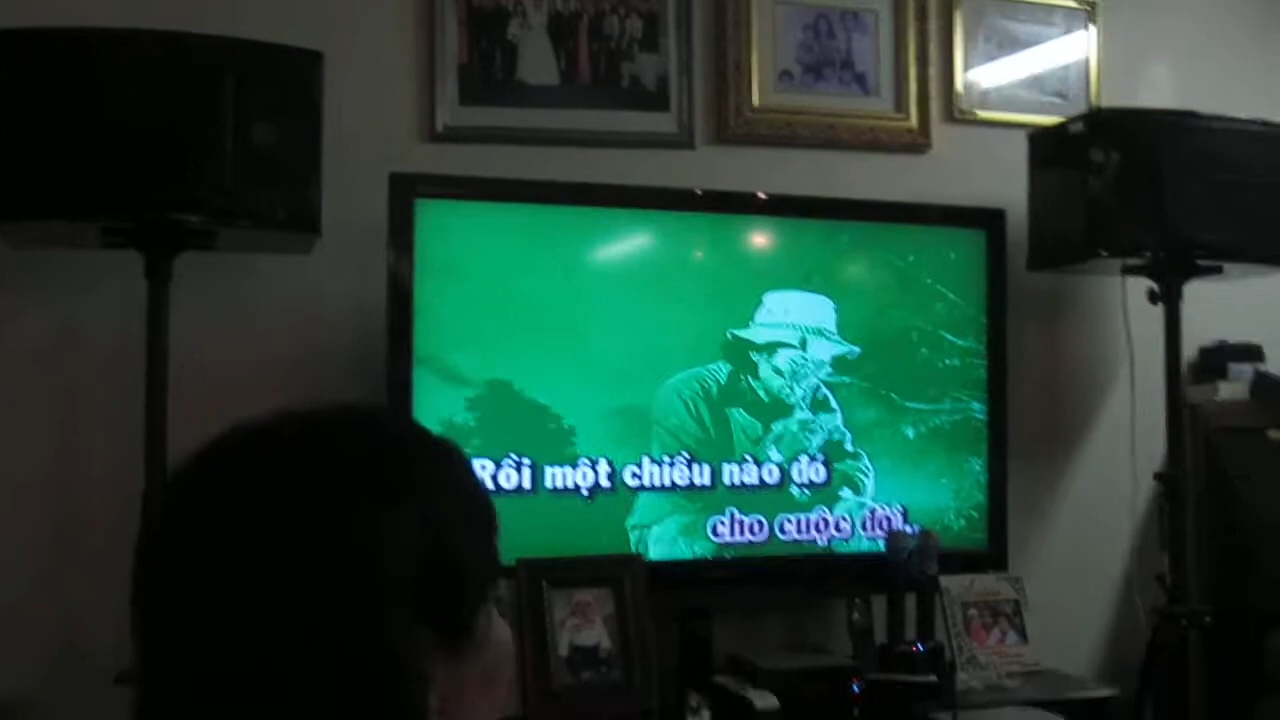 Rồi một chiều nào đó
cho cuộc đời..